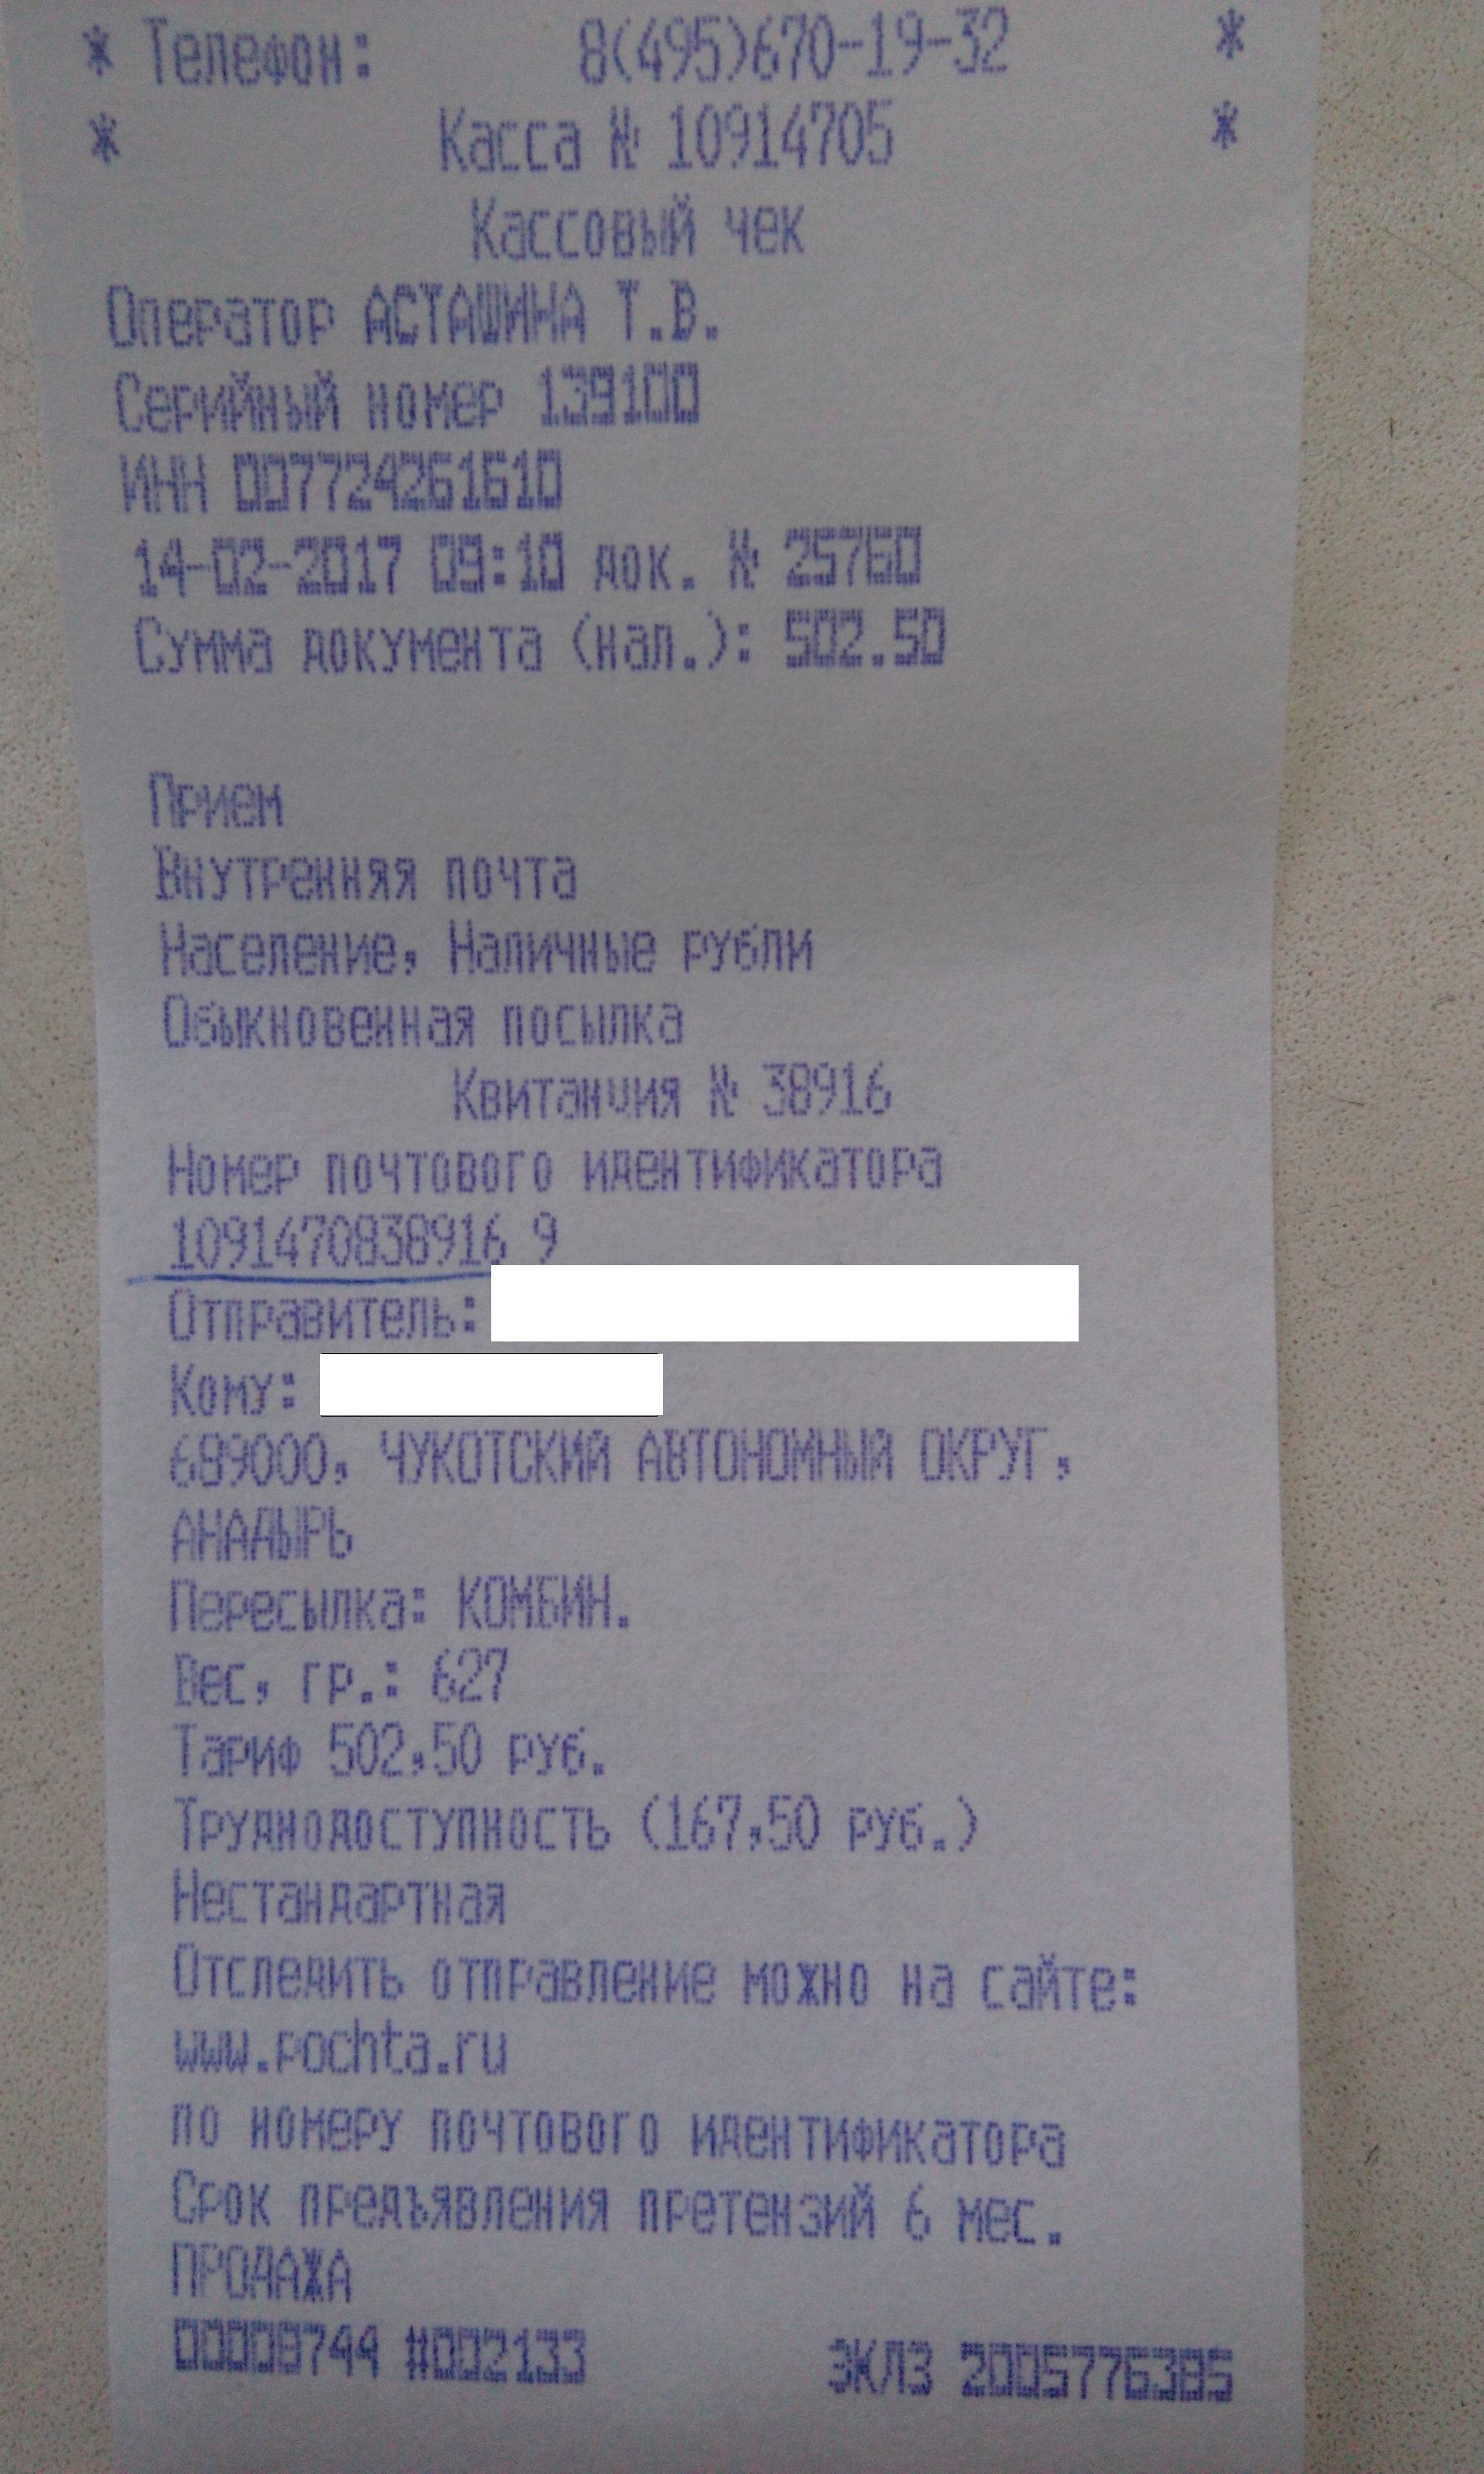 * Телефон: 8(495)670-19-32 *
* Касса № 10914705 *
Кассовый чек
Оператор АСТАШИНА Т.В.
Серийный номер 139100
ИНН 007724261610
14-02-2017 09:10 док. № 25760
Сумма документа (нал.): 502.50
Прием
Внутренняя почта
Население, Наличные рубли
Обыкновенная посылка
Квитанция № 38916
Номер почтового идентификатора
1091470838916 9
Отправитель:
Кому:
689000, ЧУКОТСКИЙ АВТОНОМНЫЙ ОКРУГ,
АНАДЫРЬ
Пересылка: КОМБИН.
Вес, гр.: 627
Тариф 502,50 руб.
Труднодоступность (167,50 руб.)
Нестандартная
Отследить отправление можно на сайте:
www.pochta.ru
по номеру почтового идентификатора
Срок предъявления претензий 6 мес.
ПРОДАЖА
#002133 ЭКЛЗ 2005776385